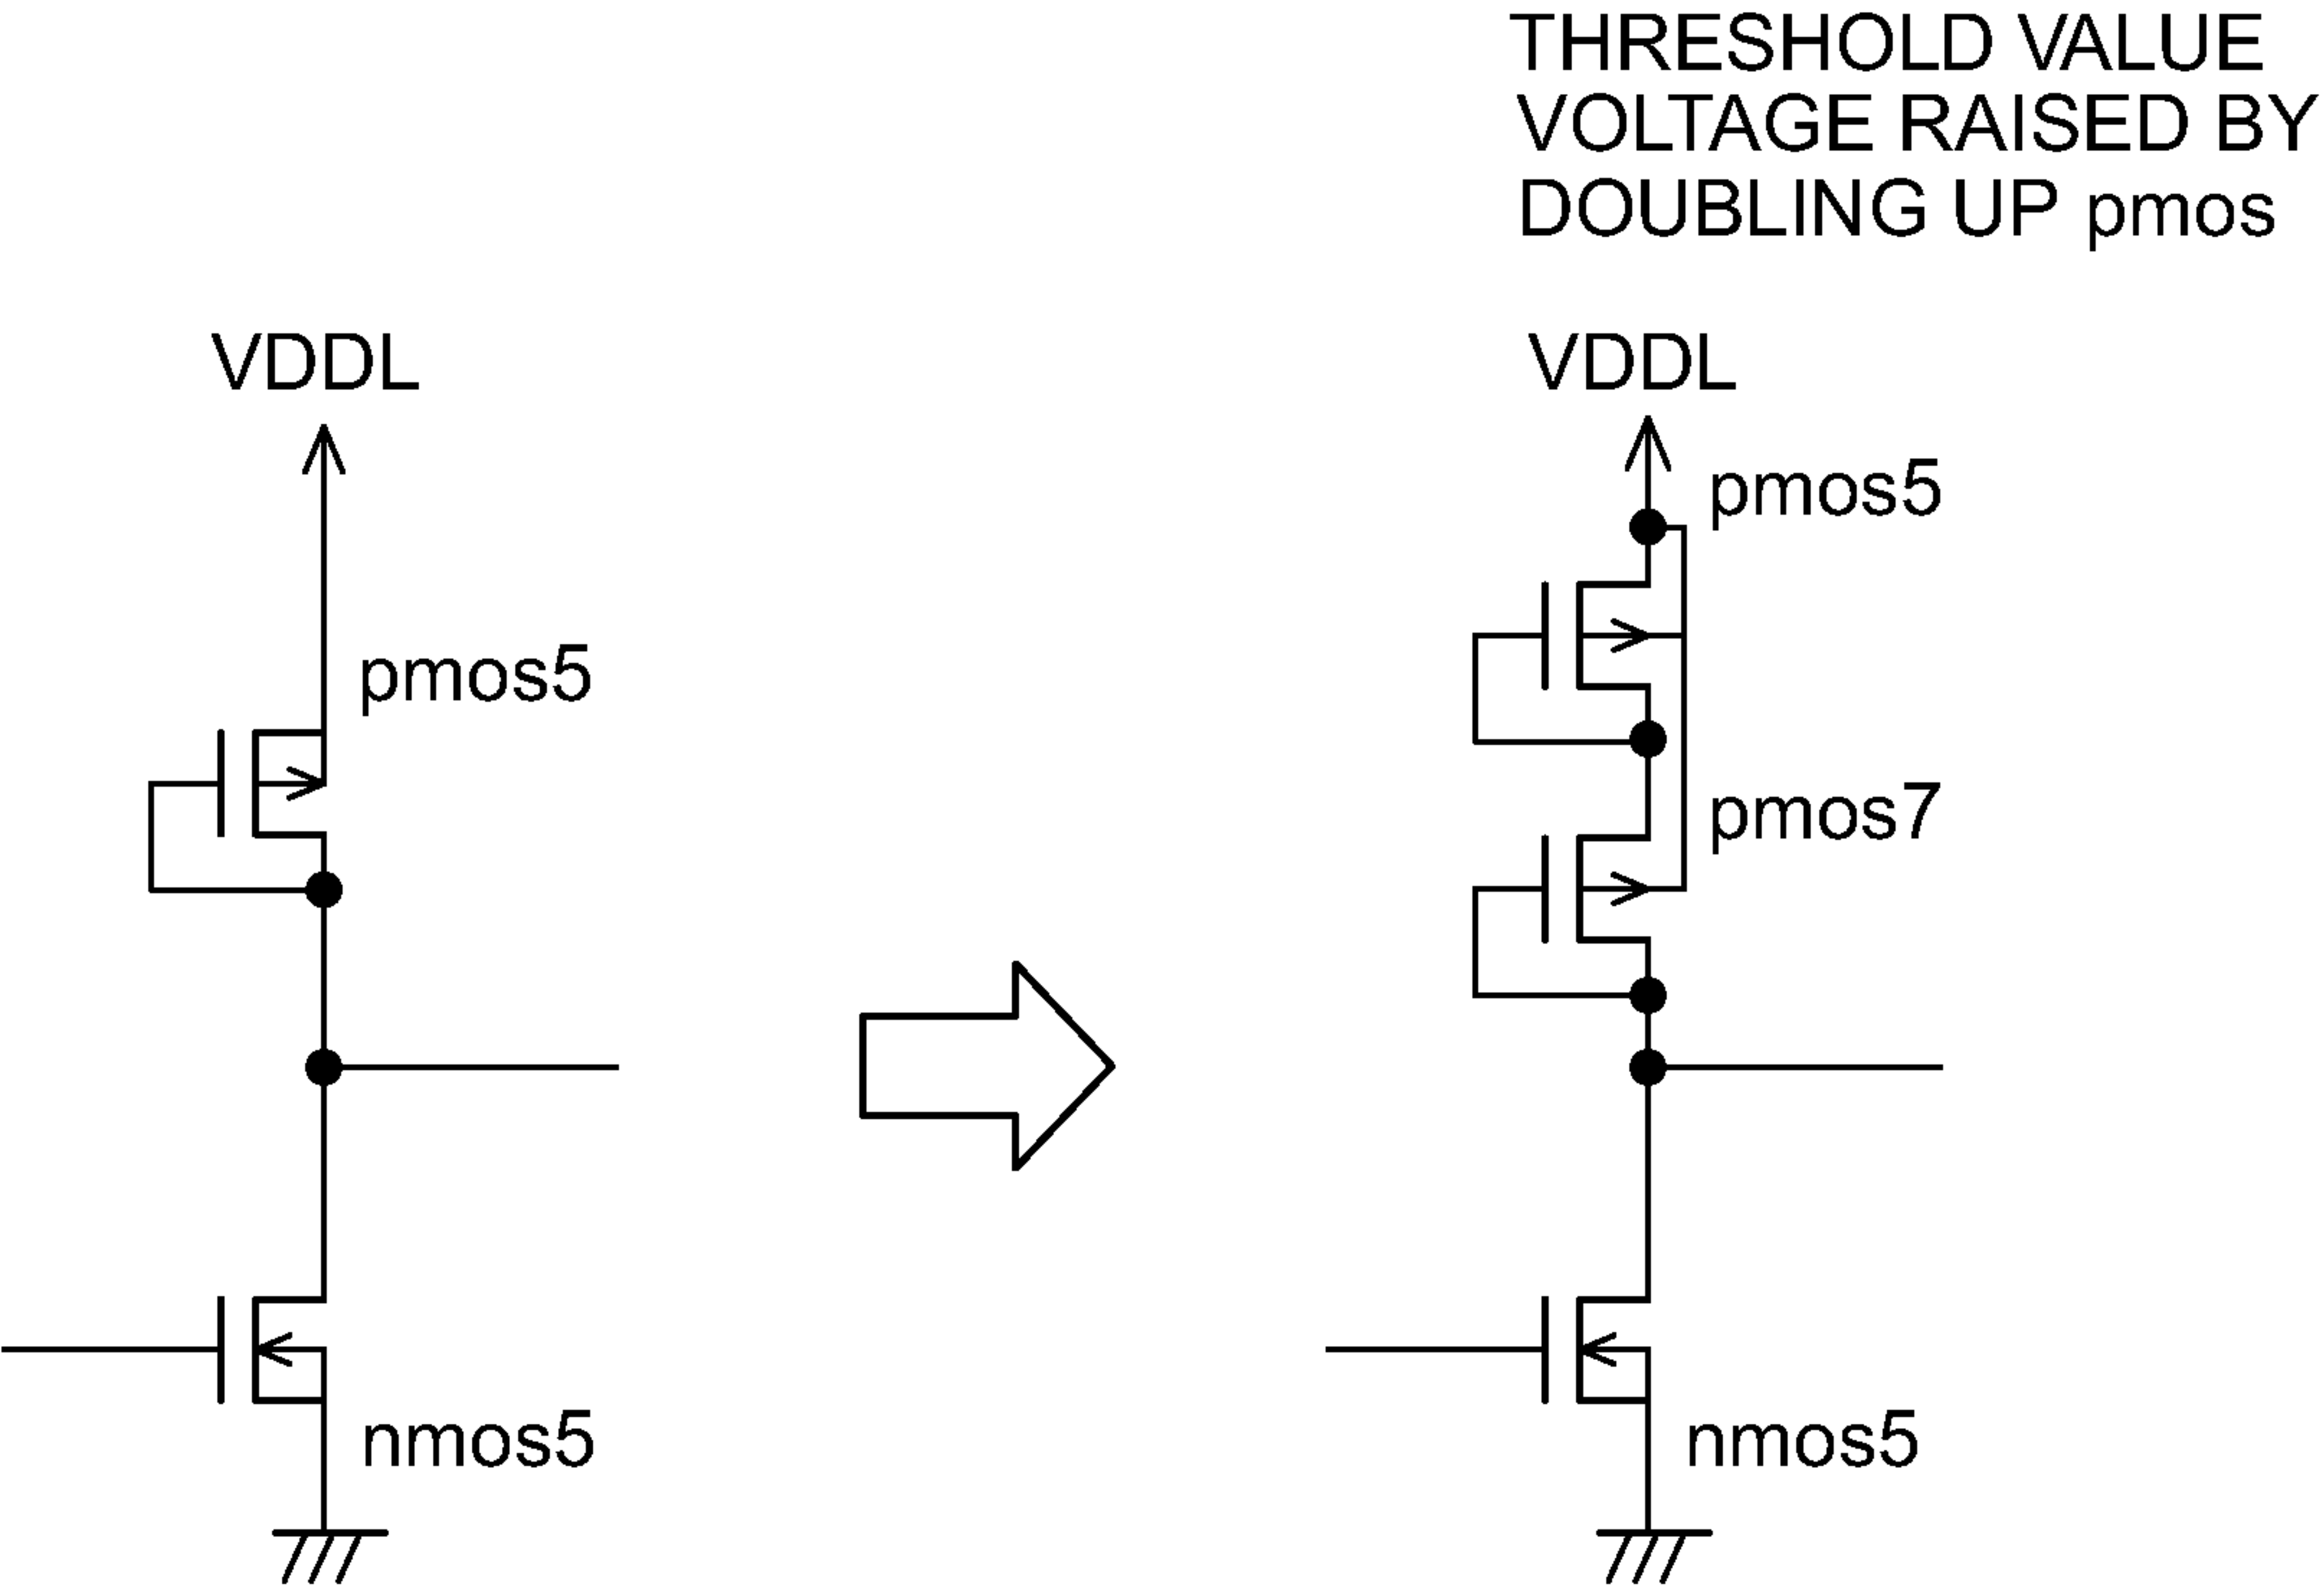 THRESHOLD VALUE
VOLTAGE RAISED BY
DOUBLING UP pmos
VDDL
pmos5
nmos5
VDDL
pmos5
pmos7
nmos5